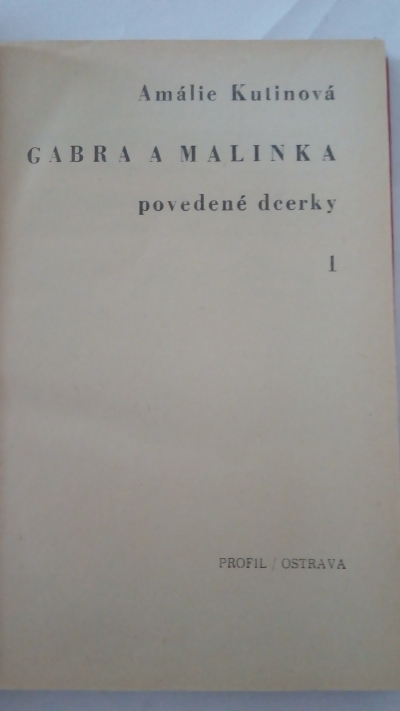 Amálie Kutinová
GABRA A MALINKA
povedené dcerky
1
PROFIL / OSTRAVA